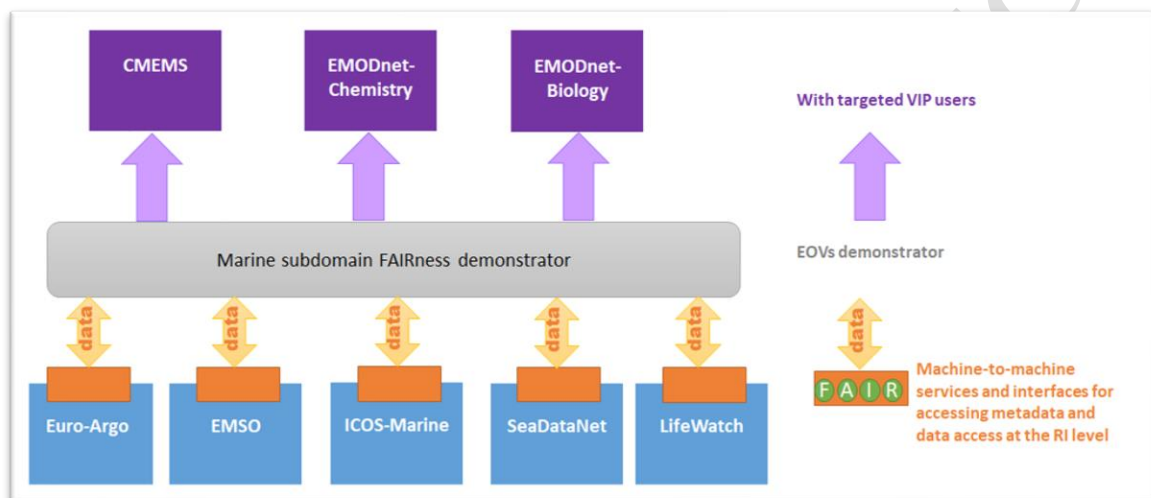 CMEMS
EMODnet-
Chemistry
EMODnet-
Biology
With targeted VIP users
Marine subdomain FAIRness demonstrator
EOVs demonstrator
data
data
data
data
data
data
Euro-Argo
EMSO
ICOS-Marine
SeaDataNet
LifeWatch
F A I R
Machine-to-machine
services and interfaces for
accessing metadata and
data access at the RI level